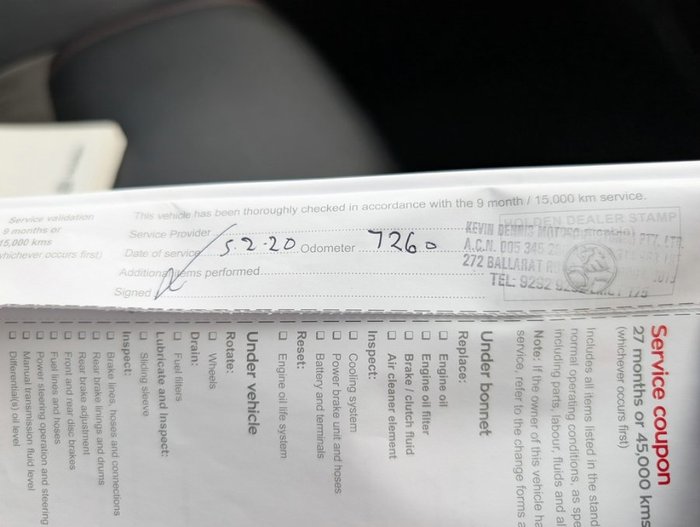 Service validation
9 months or
15,000 kms
(whichever occurs first)
This vehicle has been thoroughly checked in accordance with the 9 month / 15,000 km service.
Service Provider
Date of service 5 2-20 Odometer 7260
Additional items performed
Signed
HOLDEN DEALER STAMP
KEVIN DENNIS MOTORS PTY. LTD.
A.C.N. 005 345
272 BALLARAT
TEL: 9292
Service coupon
27 months or 45,000 kms
(whichever occurs first)
Includes all items listed in the
normal operating conditions, as
including parts, labour, fluids and
Note: If the owner of this vehicle
service, refer to the change forms
Under bonnet
Replace:
Engine oil
Engine oil filter
Brake / clutch fluid
Air cleaner element
Inspect:
Cooling system
Power brake unit and hoses
Battery and terminals
Reset:
Engine oil life system
Under vehicle
Rotate:
Wheels
Drain:
Fuel filters
Lubricate and Inspect:
Sliding sleeve
Inspect:
Brake lines, hoses and connections
Rear brake linings and drums
Rear brake adjustment
Front and rear disc brakes
Fuel lines and hoses
Power steering operation and steering
Manual transmission fluid level
Differential(s) oil level